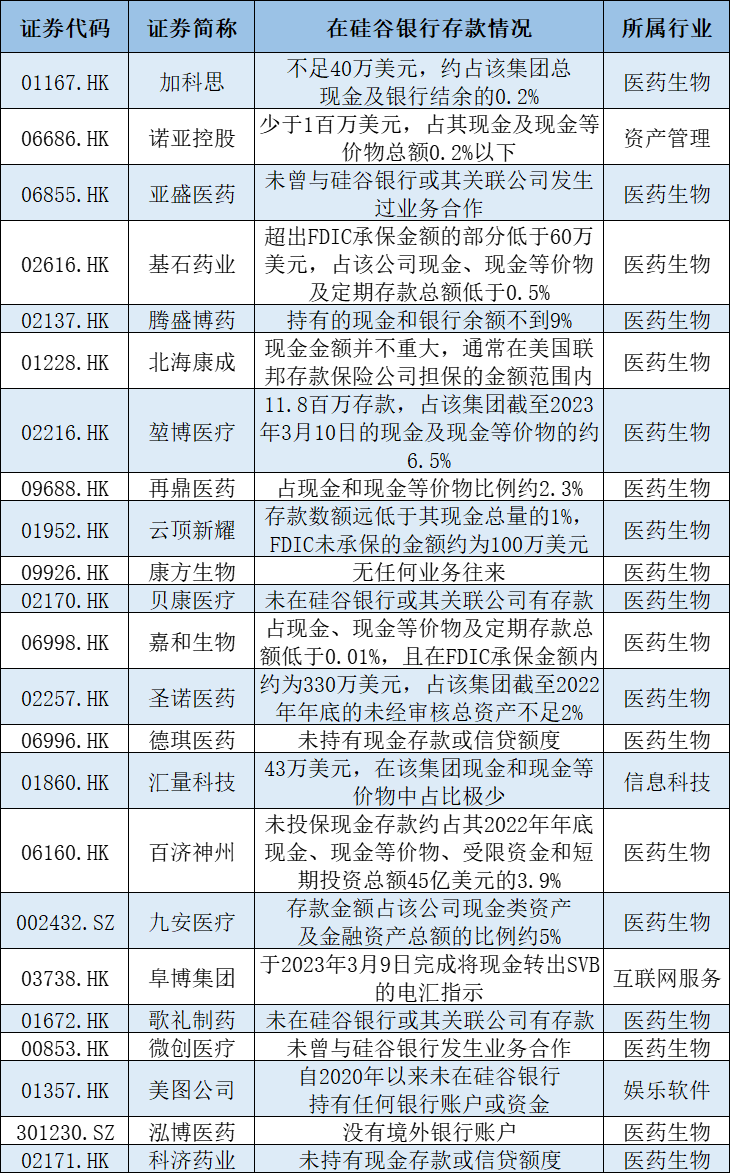 证券代码 证券简称 在硅谷银行存款情况 所属行业
01167.HK 加科思 不足40万美元，约占该集团总 医药生物
现金及银行结余的0.2%
06686.HK 诺亚控股 少于1百万美元，占其现金及现金等 资产管理
价物总额0.2%以下
06855.HK 亚盛医药 未曾与硅谷银行或其关联公司发生 医药生物
过业务合作
02616.HK 基石药业 超出FDIC承保金额的部分低于60万 医药生物
美元，占该公司现金、现金等价物
及定期存款总额低于0.5%
02137.HK 腾盛博药 持有的现金和银行余额不到9% 医药生物
01228.HK 北海康成 现金金额并不重大，通常在美国联 医药生物
邦存款保险公司担保的金额范围内
02216.HK 堃博医疗 11.8百万存款，占该集团截至2023 医药生物
年3月10日的现金及现金等价物的约
6.5%
09688.HK 再鼎医药 占现金和现金等价物比例约2.3% 医药生物
01952.HK 云顶新耀 存款数额远低于其现金总量的1%， 医药生物
FDIC未承保的金额约为100万美元
09926.HK 康方生物 无任何业务往来 医药生物
02170.HK 贝康医疗 未在硅谷银行或其关联公司有存款 医药生物
06998.HK 嘉和生物 占现金、现金等价物及定期存款总 医药生物
额低于0.01%，且在FDIC承保金额内
02257.HK 圣诺医药 约为330万美元，占该集团截至2022 医药生物
年年底的未经审核总资产不足2%
06996.HK 德琪医药 未持有现金存款或信贷额度 医药生物
01860.HK 汇量科技 43万美元，在该集团现金和现金等 信息科技
价物中占比极少
06160.HK 百济神州 未投保现金存款约占其2022年年底 医药生物
现金、现金等价物、受限资金和短
期投资总额45亿美元的3.9%
002432.SZ 九安医疗 存款金额占该公司现金类资产 医药生物
及金融资产总额的比例约5%
03738.HK 阜博集团 于2023年3月9日完成将现金转出SVB 互联网服务
的电汇指示
01672.HK 歌礼制药 未在硅谷银行或其关联公司有存款 医药生物
00853.HK 微创医疗 未曾与硅谷银行发生业务合作 医药生物
01357.HK 美图公司 自2020年以来未在硅谷银行 娱乐软件
持有任何银行账户或资金
301230.SZ 泓博医药 没有境外银行账户 医药生物
02171.HK 科济药业 未持有现金存款或信贷额度 医药生物